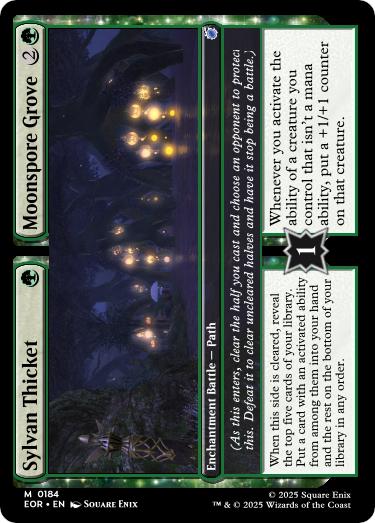 Sylvan Thicket
Moonspore Grove 2
Enchantment Battle — Path
(As this enters, clear the half you cast and choose an opponent to protect
this. Defeat it to clear uncleared halves and have it stop being a battle.)
When this side is cleared, reveal
the top five cards of your library.
Put a card with an activated ability
from among them into your hand
and the rest on the bottom of your
library in any order.
1
Whenever you activate the
ability of a creature you
control that isn't a mana
ability, put a +1/+1 counter
on that creature.
M 0184
EOR • EN SQUARE ENIX
© 2025 Square Enix
™ & © 2025 Wizards of the Coast